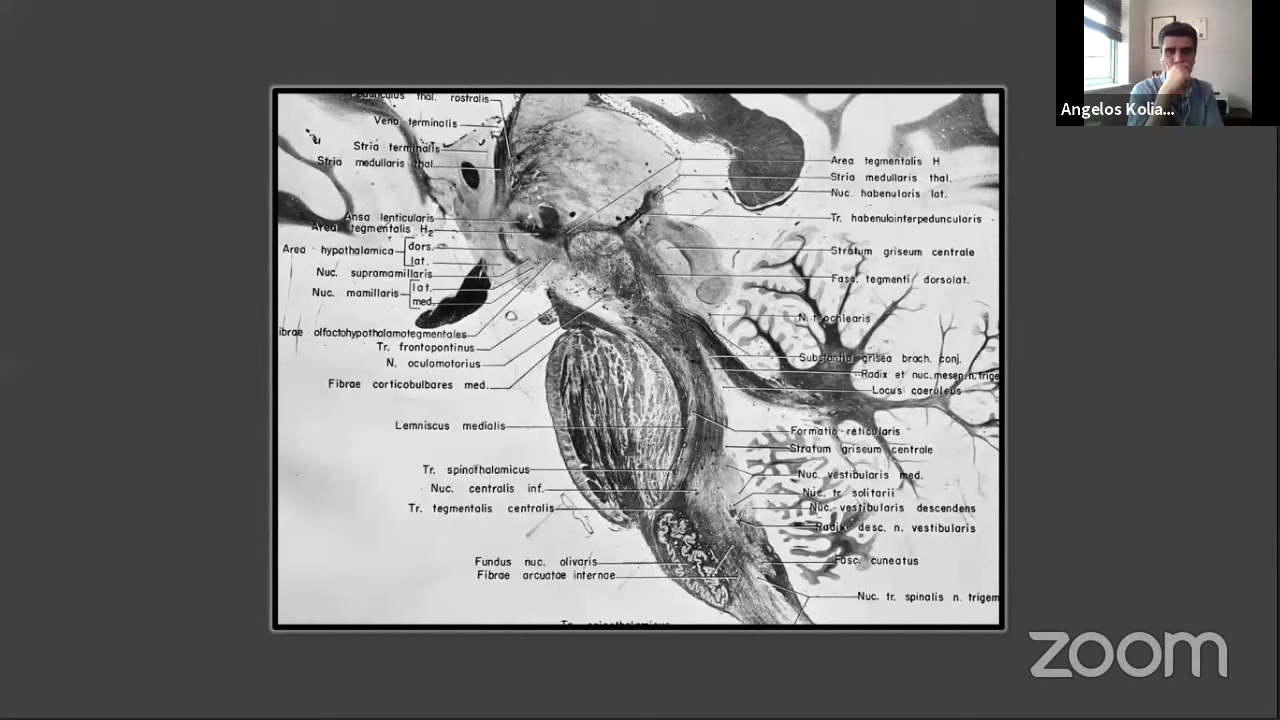 Angelos Kolia...
thal. rostralis
Vena terminalis
Stria terminalis
Stria medullaris thal.
Ansa lenticularis
Area tegmentalis H2
Area hypothalamica
dors.
lat.
Nuc. supramamillaris
Nuc. mamillaris
lat.
med.
ibrae olfactohypothalamotegmentales
Tr. frontopontinus
N. oculomotorius
Fibrae corticobulbares med.
Lemniscus medialis
Tr. spinothalamicus
Nuc. centralis inf.
Tr. tegmentalis centralis
Fundus nuc. olivaris
Fibrae arcuatae internae
Area tegmentalis H
Stria medullaris thal.
Nuc. habenularis lat.
Tr. habenulointerpeduncularis
Stratum griseum centrale
Fasc. tegmenti dorsolat.
N. trochlearis
Substantia grisea brach. conj.
Radix et nuc. mesen. n. trige
Locus caeruleus
Formatio reticularis
Stratum griseum centrale
Nuc. vestibularis med.
Nuc. tr. solitarii
Nuc. vestibularis descendens
Radix desc. n. vestibularis
Fasc. cuneatus
Nuc. tr. spinalis n. trigem
zoom